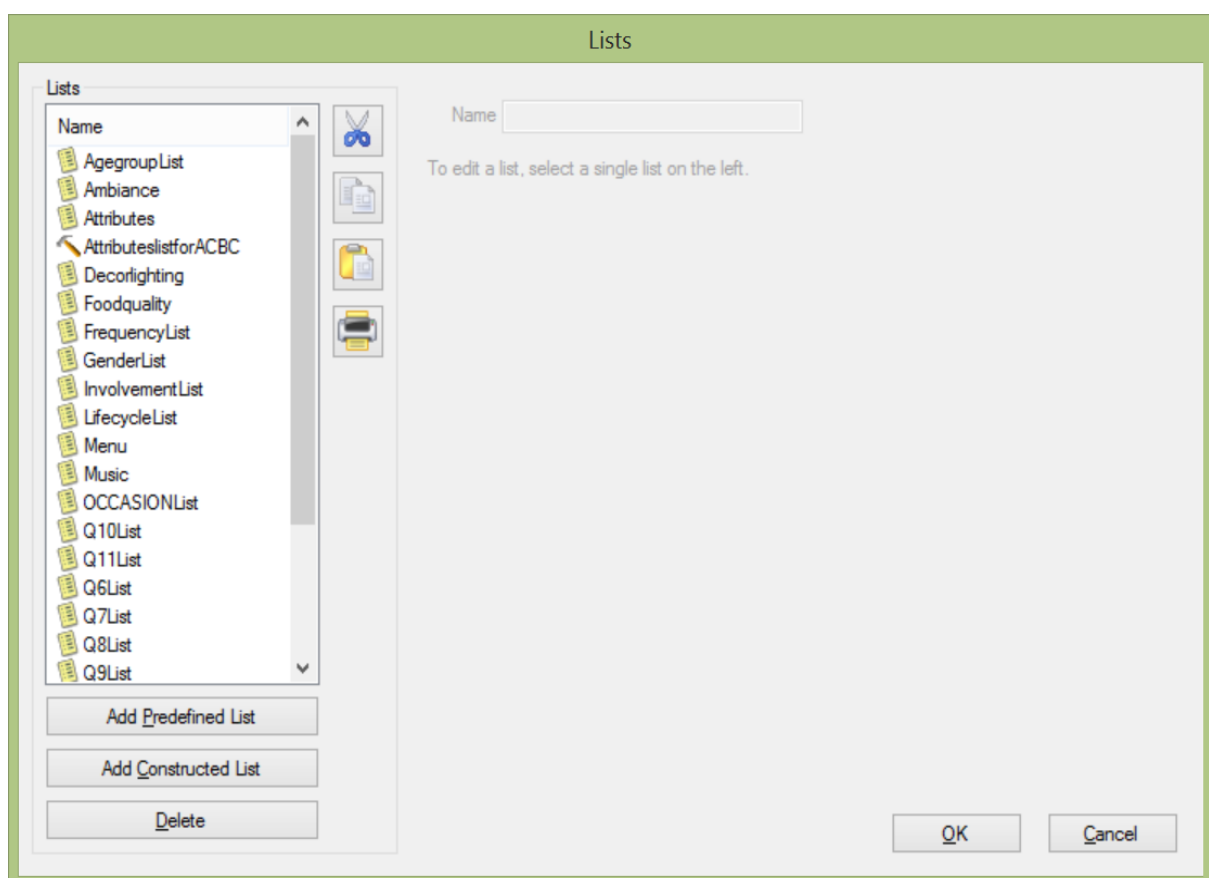 Lists
Lists
Name
AgegroupList
Ambiance
Attributes
AttributeslistforACBC
Decorlighting
Foodquality
FrequencyList
GenderList
InvolvementList
LifecycleList
Menu
Music
OCCASIONList
Q10List
Q11List
Q6List
Q7List
Q8List
Q9List
Add Predefined List
Add Constructed List
Delete
Name
To edit a list, select a single list on the left.
OK
Cancel